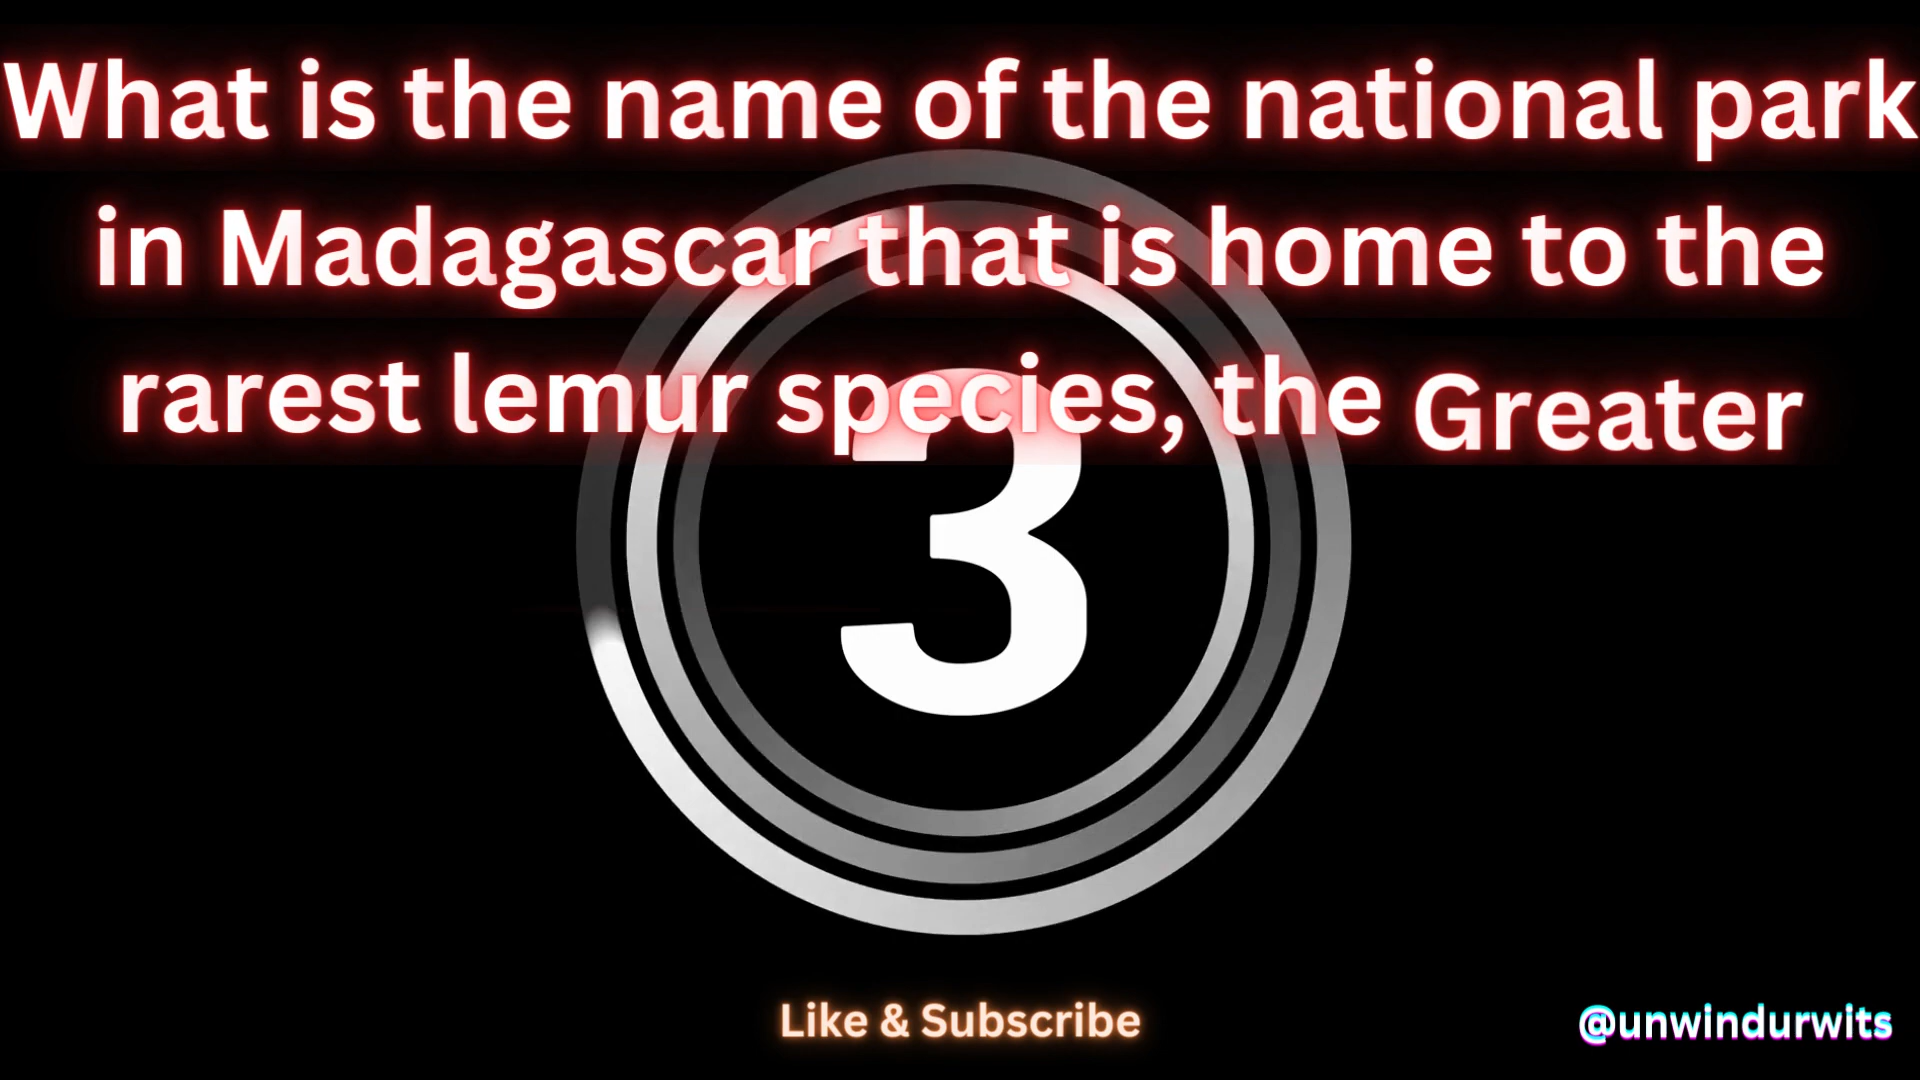 What is the name of the national park
in Madagascar that is home to the
rarest lemur species, the Greater
3
Like & Subscribe
@unwindurwits